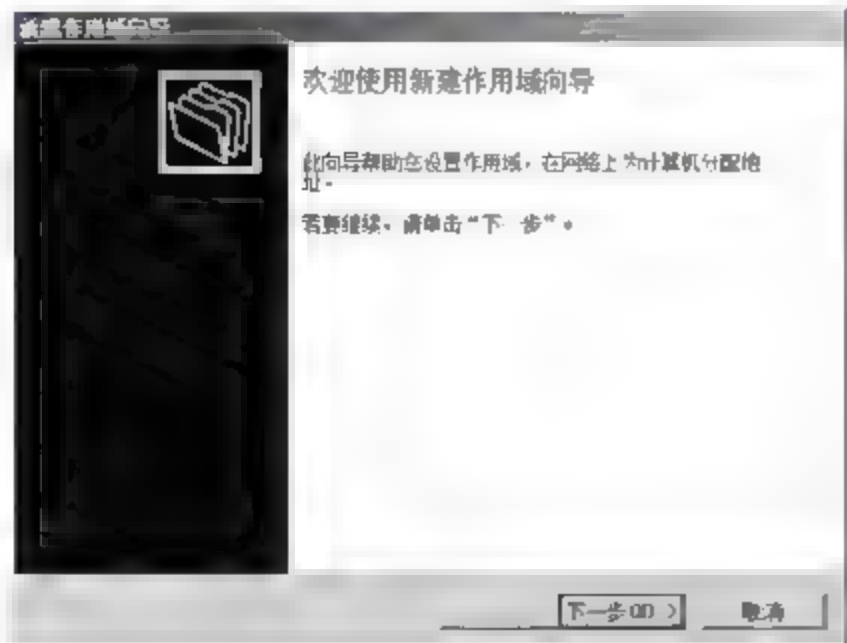 新建作用域向导
欢迎使用新建作用域向导
此向导帮助您设置作用域，在网络上为计算机分配地
址。
若要继续，请单击“下一步”。
下一步(N) >
取消